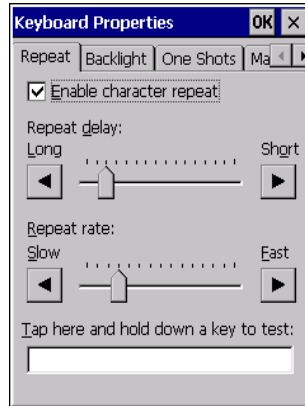 Keyboard Properties OK ×
Repeat Backlight One Shots Ma
Enable character repeat
Repeat delay:
Long Short
Repeat rate:
Slow Fast
Tap here and hold down a key to test: